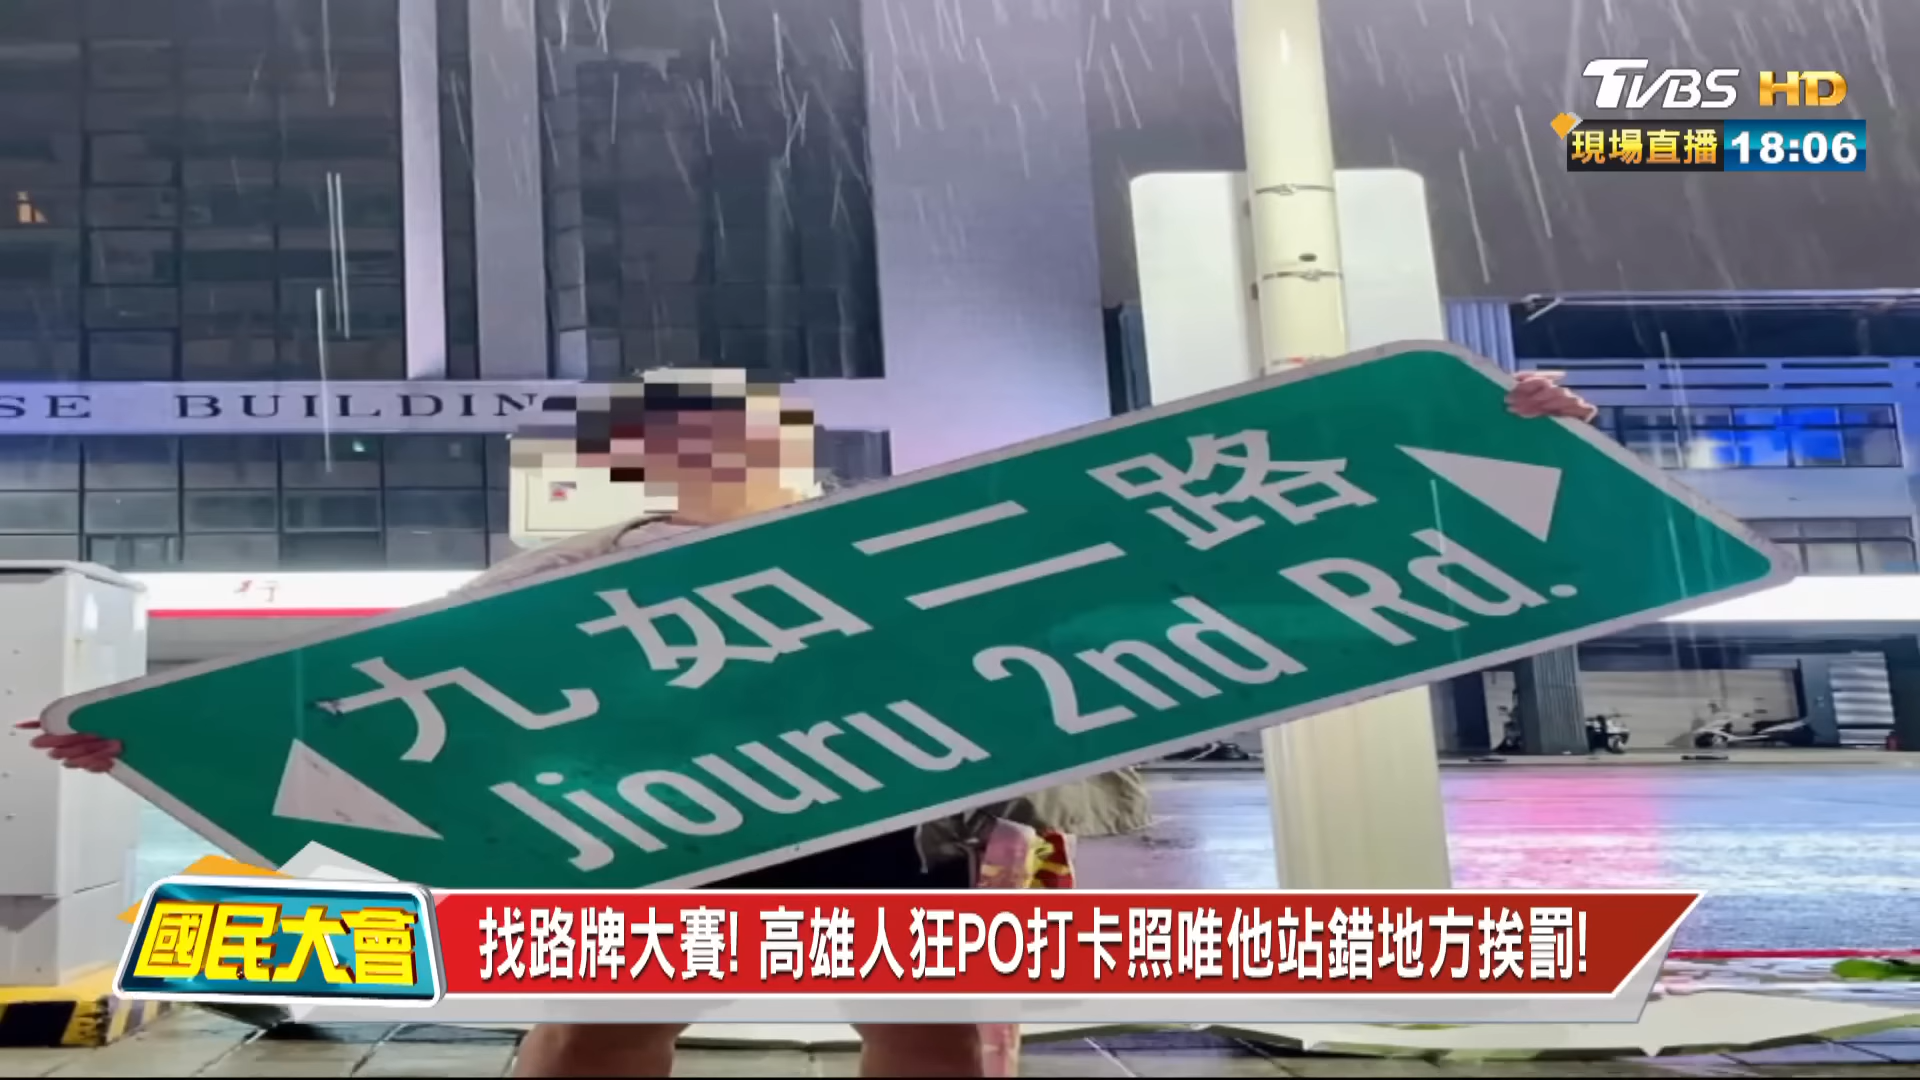 TVBS HD
現場直播 18:06
SE BUILDIN
九如二路
Jiouru 2nd Rd.
行
國民大會
找路牌大賽! 高雄人狂PO打卡照唯他站錯地方挨罰!